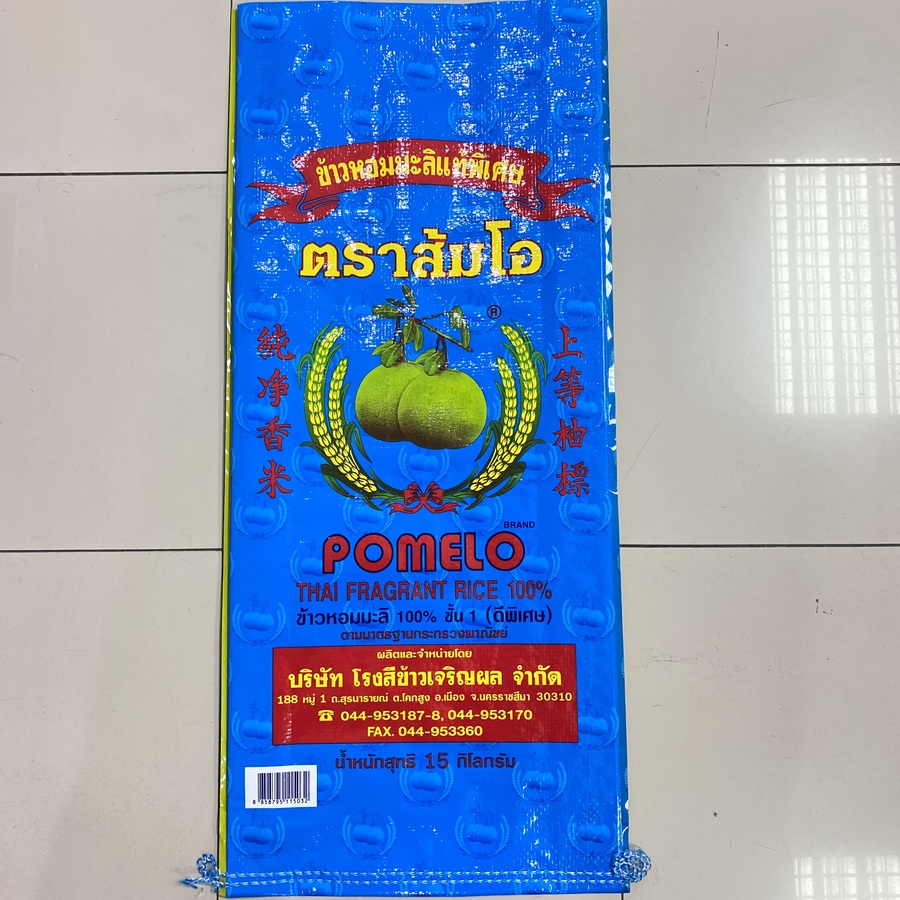 ข้าวหอมมะลิแท้พิเศษ
ตราส้มโอ
®
純净香米
上等柚標
BRAND
POMELO
THAI FRAGRANT RICE 100%
ข้าวหอมมะลิ 100% ชั้น 1 (ดีพิเศษ)
ตามมาตรฐานกระทรวงพาณิชย์
ผลิตและจำหน่ายโดย
บริษัท โรงสีข้าวเจริญผล จำกัด
188 หมู่ 1 ถ.สุรนารายณ์ ต.โคกสูง อ.เมือง จ.นครราชสีมา 30310
☎ 044-953187-8, 044-953170
FAX. 044-953360
น้ำหนักสุทธิ 15 กิโลกรัม
8 858795 115032